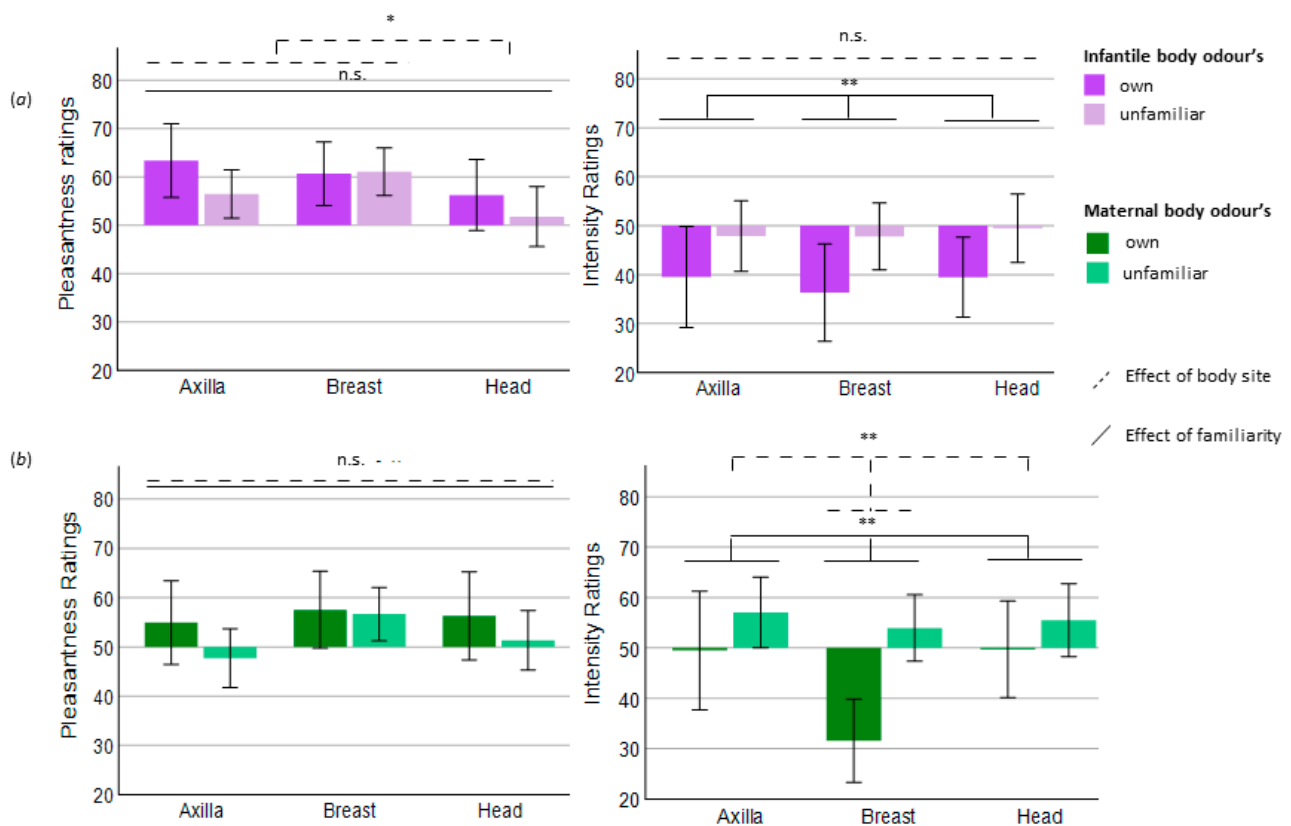 *
n.s.
(a)
Pleasantness ratings
80
70
60
50
40
30
20
Axilla Breast Head
n.s.
**
Intensity Ratings
80
70
60
50
40
30
20
Axilla Breast Head
Infantile body odour's
own
unfamiliar
Maternal body odour's
own
unfamiliar
Effect of body site
Effect of familiarity
(b)
n.s.
Pleasantness Ratings
80
70
60
50
40
30
20
Axilla Breast Head
**
**
Intensity Ratings
80
70
60
50
40
30
20
Axilla Breast Head